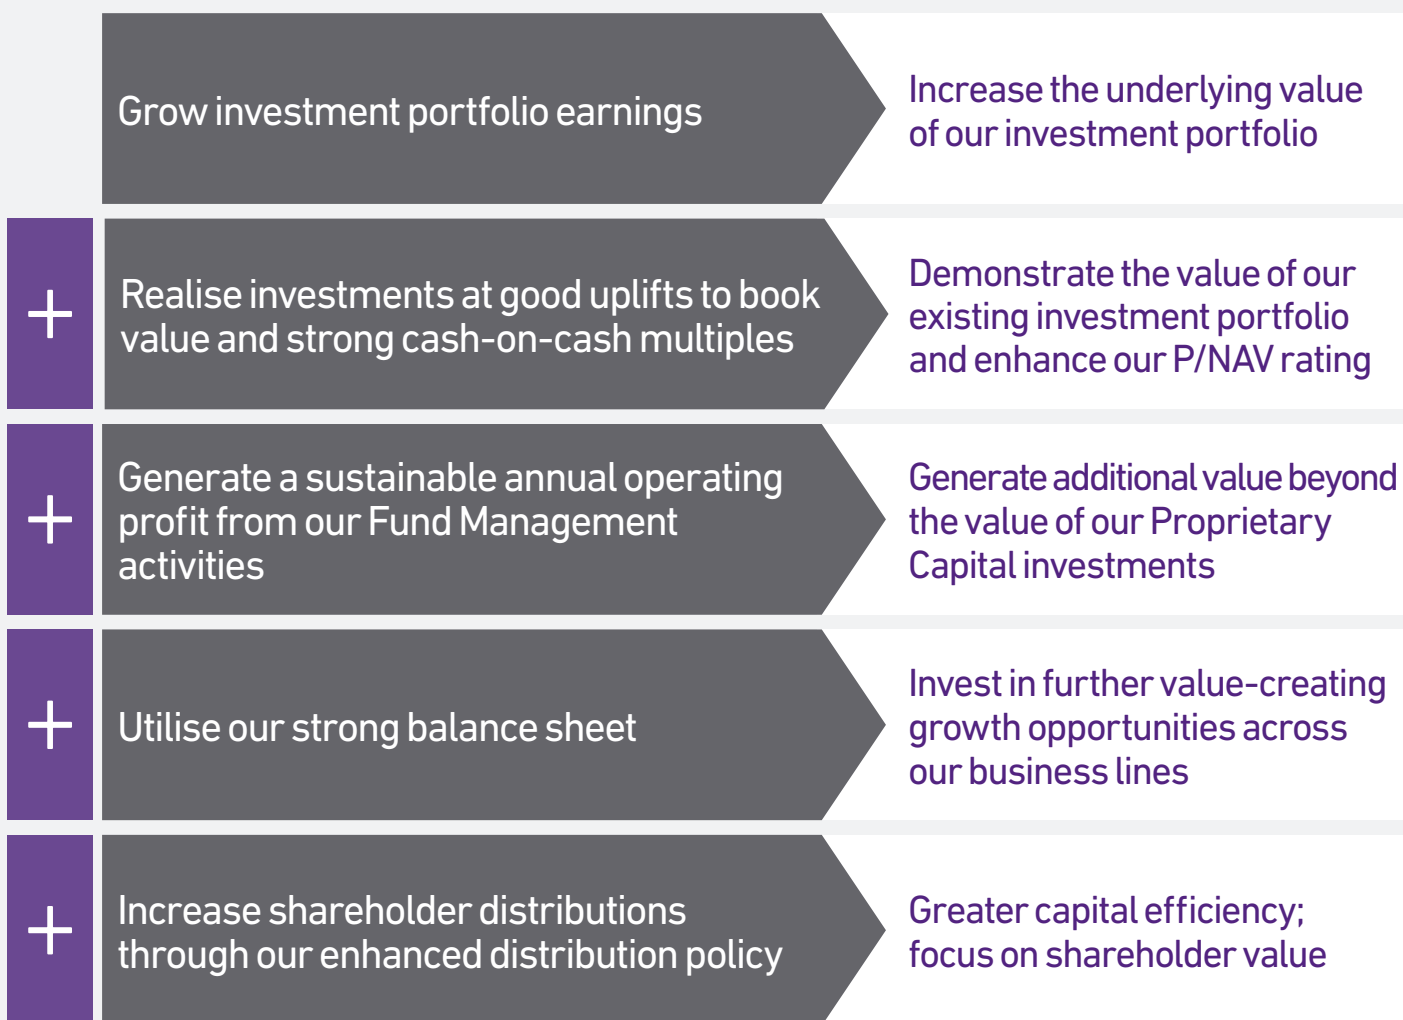 Grow investment portfolio earnings
Increase the underlying value
of our investment portfolio
+
Realise investments at good uplifts to book
value and strong cash-on-cash multiples
Demonstrate the value of our
existing investment portfolio
and enhance our P/NAV rating
+
Generate a sustainable annual operating
profit from our Fund Management
activities
Generate additional value beyond
the value of our Proprietary
Capital investments
+
Utilise our strong balance sheet
Invest in further value-creating
growth opportunities across
our business lines
+
Increase shareholder distributions
through our enhanced distribution policy
Greater capital efficiency;
focus on shareholder value